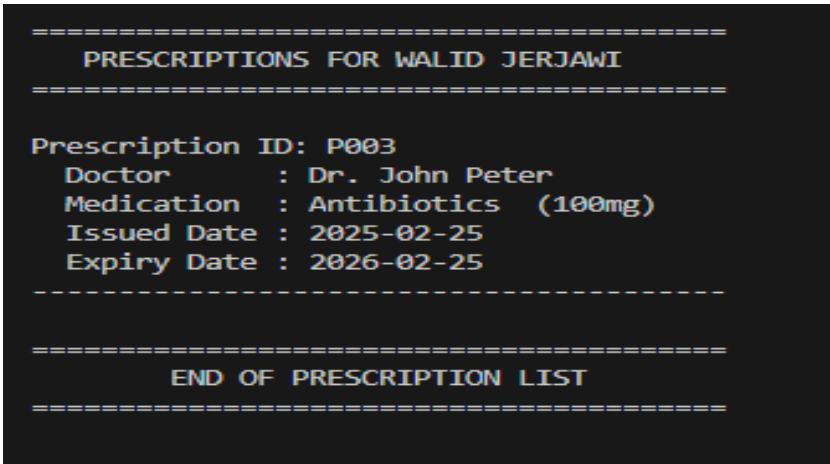 ========================================
PRESCRIPTIONS FOR WALID JERJAWI
========================================
Prescription ID: P003
Doctor : Dr. John Peter
Medication : Antibiotics (100mg)
Issued Date : 2025-02-25
Expiry Date : 2026-02-25
----------------------------------------
========================================
END OF PRESCRIPTION LIST
========================================